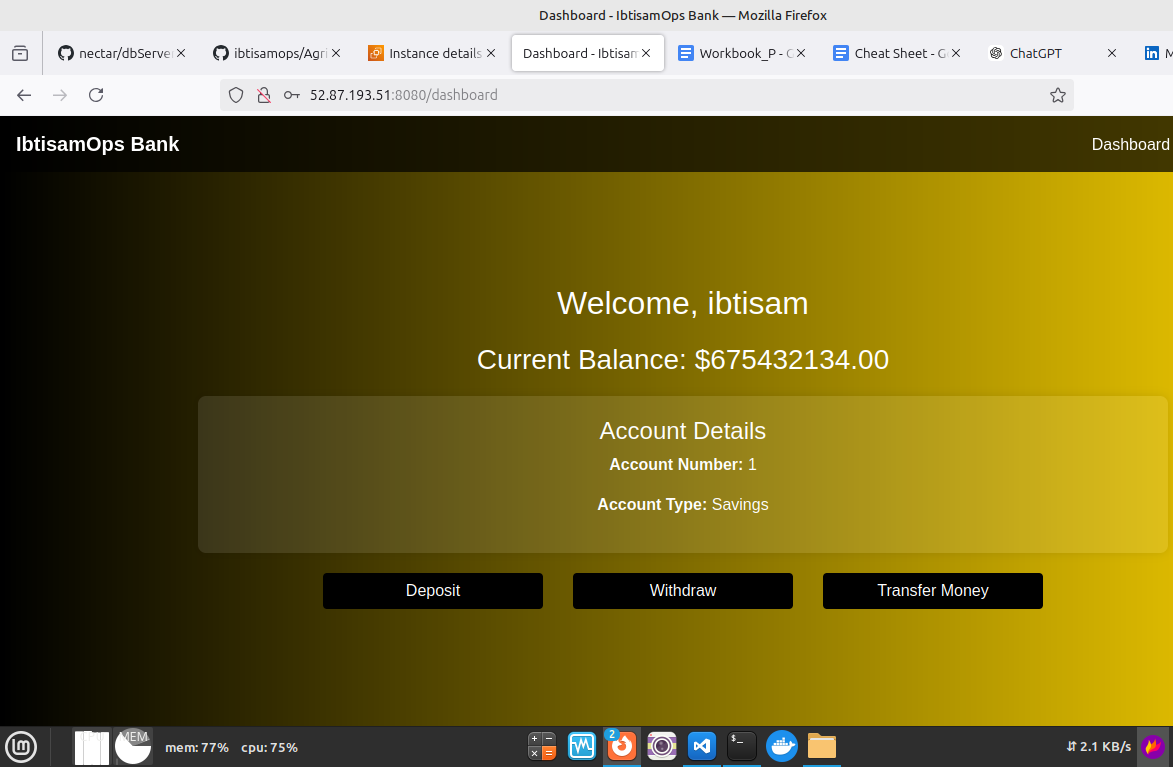 Dashboard - IbtisamOps Bank — Mozilla Firefox
nectar/dbServer
ibtisamops/Agri
Instance details
Dashboard - Ibtisam
Workbook_P - G
Cheat Sheet - Go
ChatGPT
M
52.87.193.51:8080/dashboard
IbtisamOps Bank
Dashboard
Welcome, ibtisam
Current Balance: $675432134.00
Account Details
Account Number: 1
Account Type: Savings
Deposit
Withdraw
Transfer Money
MEM
mem: 77% cpu: 75%
2
$_
2.1 KB/s